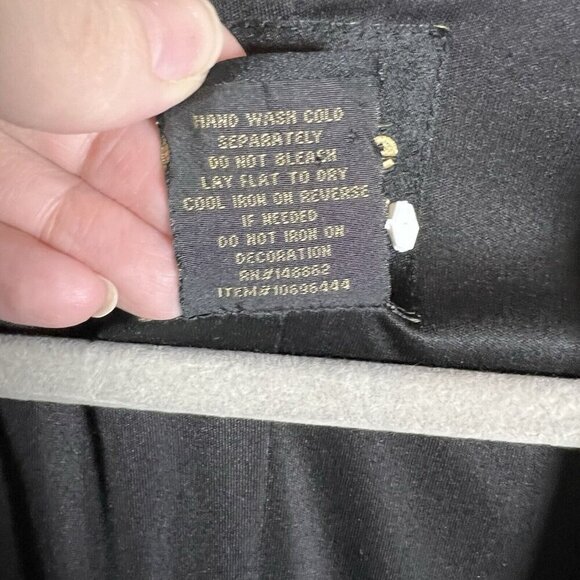 HAND WASH COLD
SEPARATELY
DO NOT BLEACH
LAY FLAT TO DRY
COOL IRON ON REVERSE
IF NEEDED
DO NOT IRON ON
DECORATION
RN#148862
ITEM#10696444